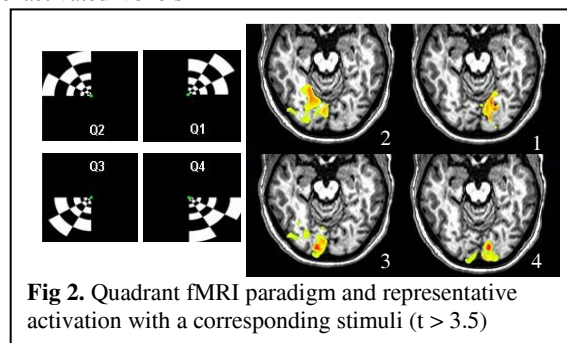 Q2 Q1
2 1
Q3 Q4
3 4
Fig 2. Quadrant fMRI paradigm and representative
activation with a corresponding stimuli (t > 3.5)